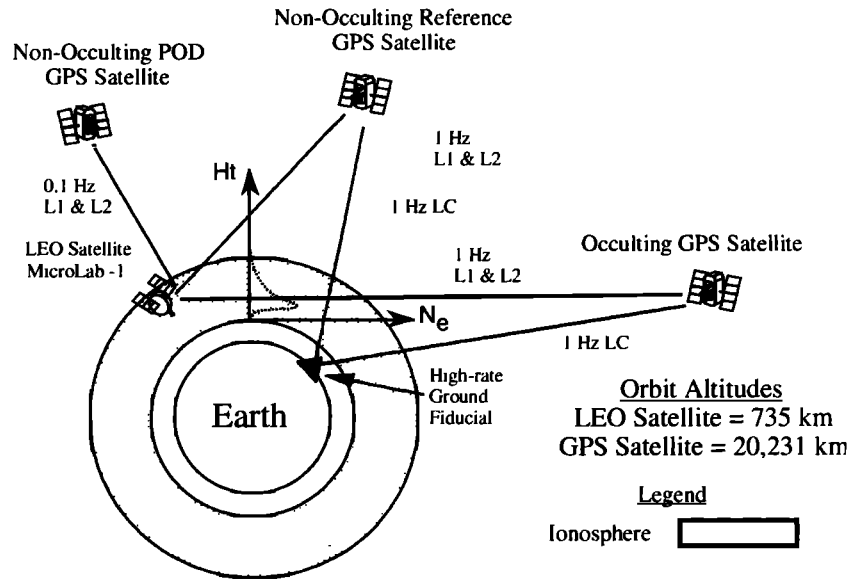 Non-Occulting Reference
GPS Satellite
Non-Occulting POD
GPS Satellite
1 Hz
L1 & L2
Ht
0.1 Hz
L1 & L2
1 Hz LC
LEO Satellite
MicroLab -1
1 Hz
L1 & L2
Occulting GPS Satellite
Ne
1 Hz LC
High-rate
Ground
Fiducial
Earth
Orbit Altitudes
LEO Satellite = 735 km
GPS Satellite = 20,231 km
Legend
Ionosphere